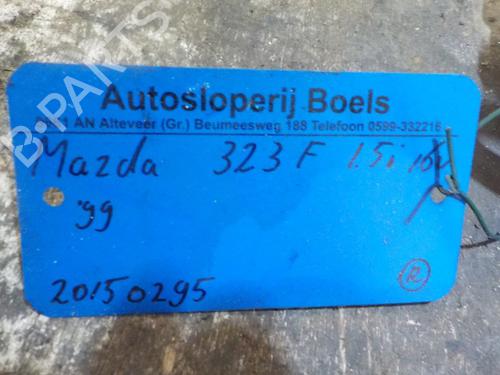 B-PARTS
Autosloperij Boels
AN Alteveer (Gr.) Beumeesweg 188 Telefoon 0599-332216
Mazda 323 F 1.5i 16v
'99
20150295
R